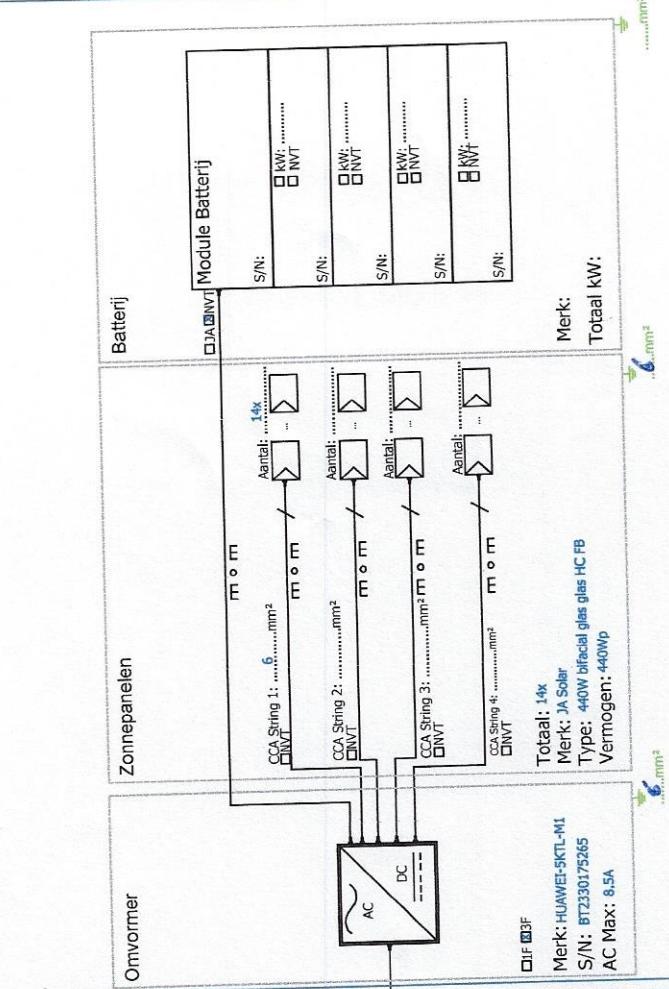 Omvormer
AC
DC
□1F ☒3F
Merk: HUAWEI-5KTL-M1
S/N: BT2330175265
AC Max: 8.5A
6......mm²
Zonnepanelen
CCA String 1: ....6........mm²
□NVT
Aantal: ....14x....
...
CCA String 2: ............mm²
Aantal: ............
□NVT
...
CCA String 3: ............mm²
Aantal: ............
□NVT
...
CCA String 4: ............mm²
Aantal: ............
□NVT
...
Totaal: 14x
Merk: JA Solar
Type: 440W bifacial glas glas HC FB
Vermogen: 440Wp
6......mm²
Batterij
□JA ☒NVT
Module Batterij
S/N:
□ kW: ............
□ NVT
S/N:
□ kW: ............
□ NVT
S/N:
□ kW: ............
□ NVT
S/N:
□ kW: ............
□ NVT
S/N:
Merk:
Totaal kW:
.......mm²